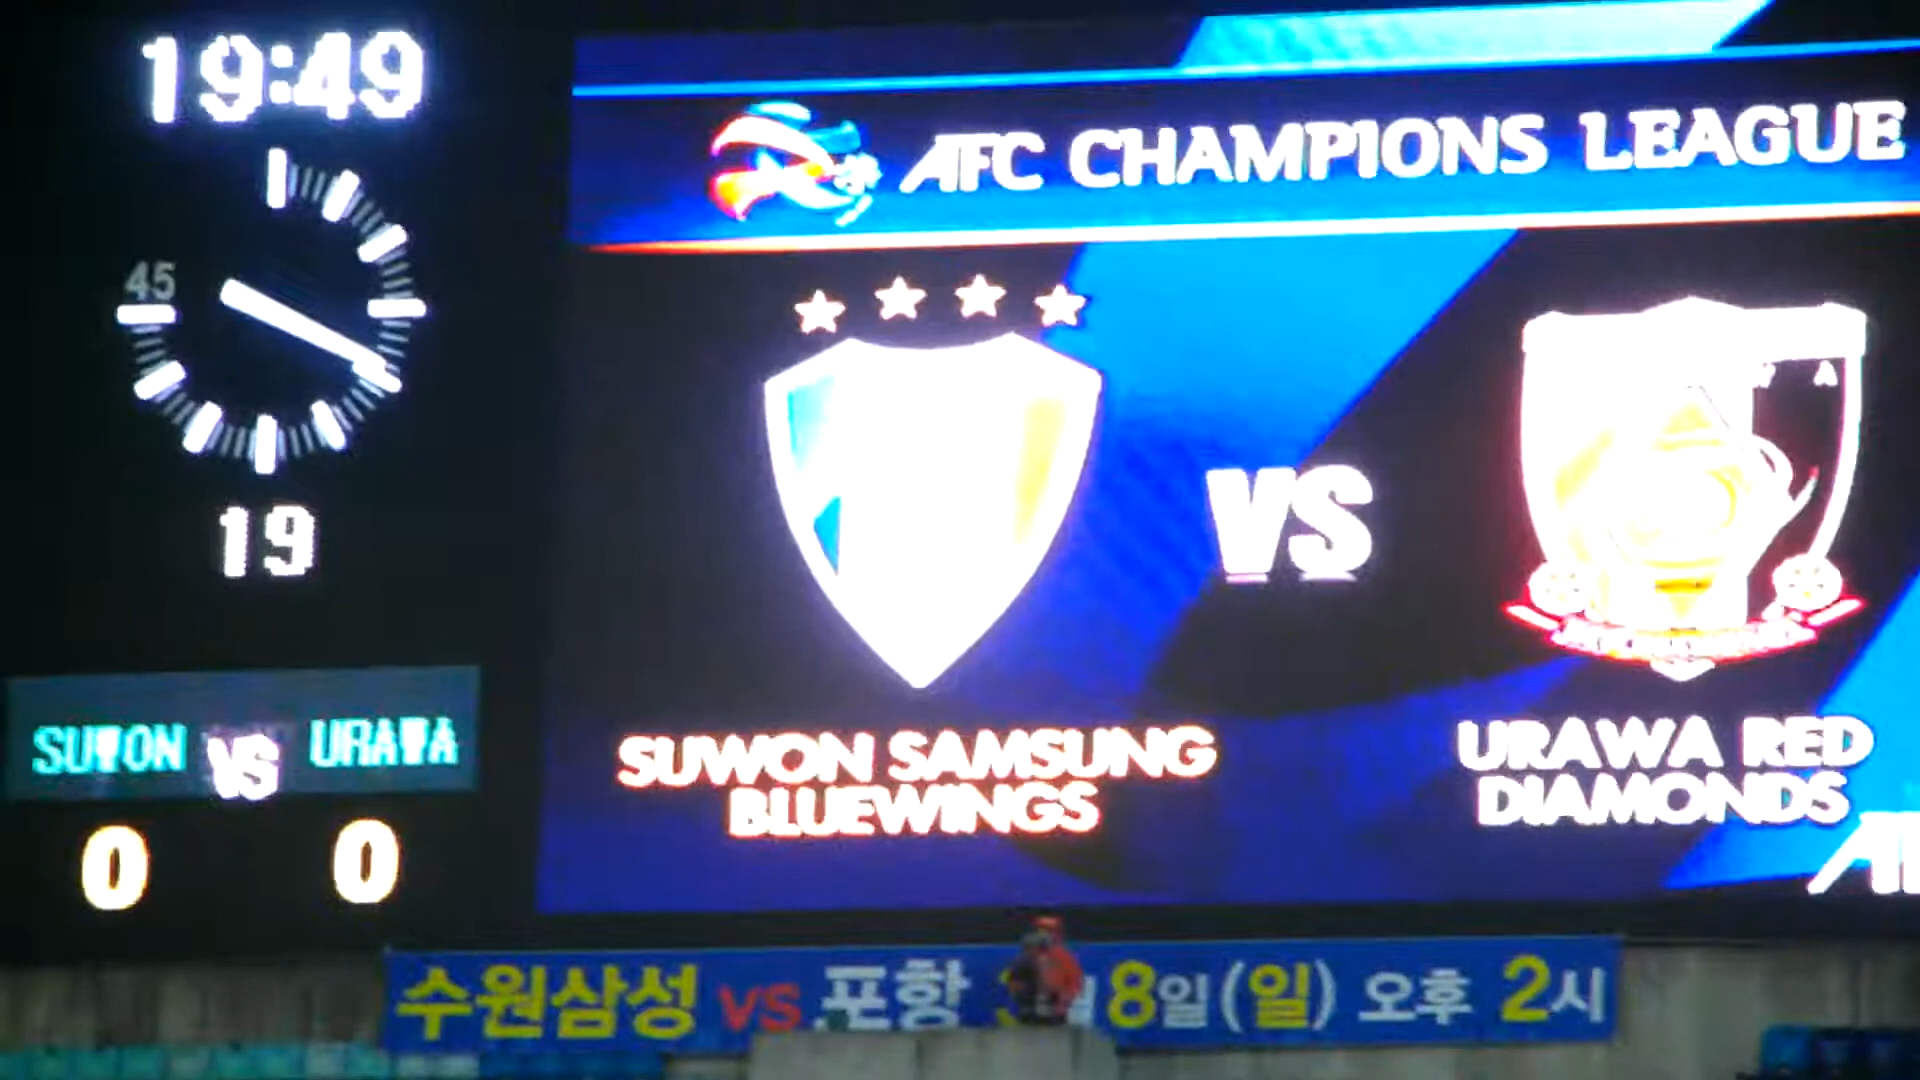 19:49
45
19
SUWON VS URAWA
0 0
AFC CHAMPIONS LEAGUE
VS
SUWON SAMSUNG
BLUEWINGS
URAWA RED
DIAMONDS
수원삼성 VS 포항 8일(일) 오후 2시